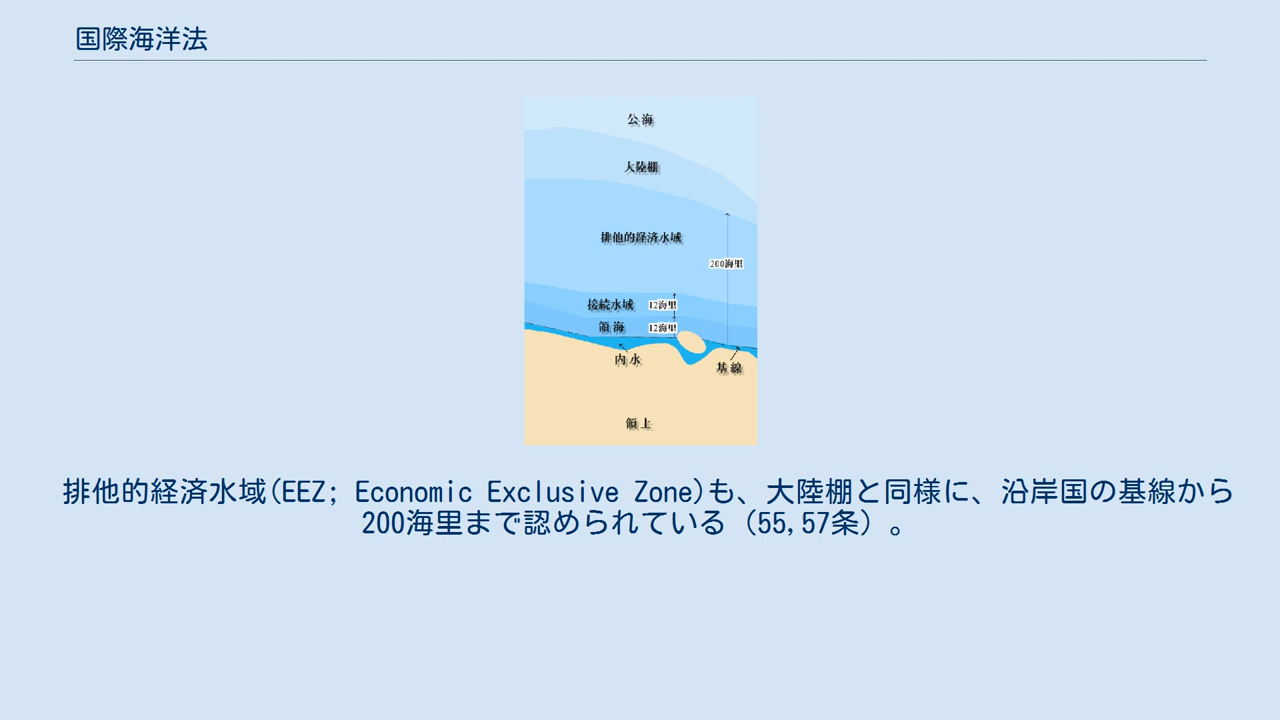 国際海洋法
公海
大陸棚
排他的経済水域
200海里
接続水域
12海里
領海
12海里
内水
基線
領土
排他的経済水域(EEZ; Economic Exclusive Zone)も、大陸棚と同様に、沿岸国の基線から
200海里まで認められている（55,57条）。